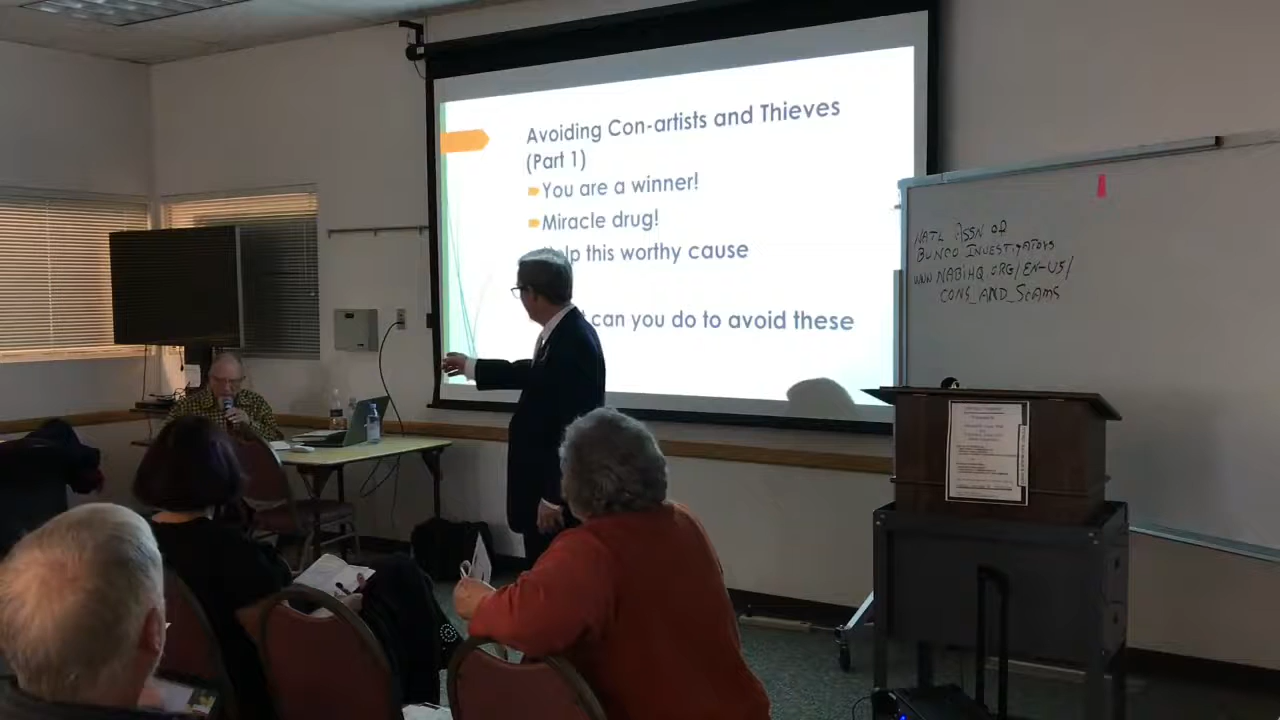 Avoiding Con-artists and Thieves
(Part 1)
You are a winner!
Miracle drug!
this worthy cause
can you do to avoid these
NATL ASSN OF
BUNCO INVESTIGATORS
WWW.NABIHQ.ORG/EN-US/
CONS_AND_SCAMS